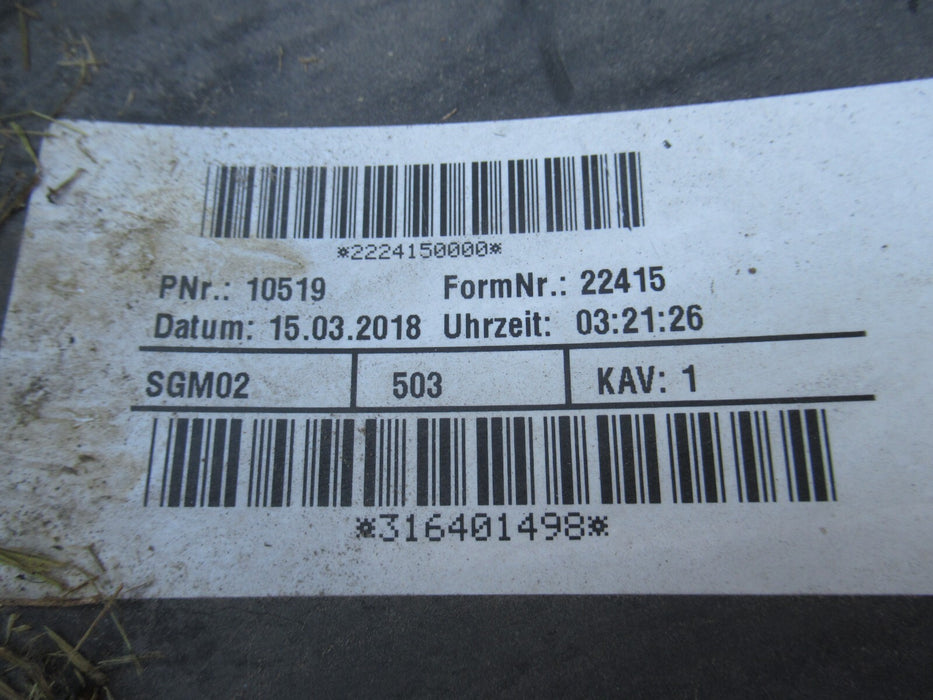 *2224150000*
PNr.: 10519 FormNr.: 22415
Datum: 15.03.2018 Uhrzeit: 03:21:26
SGM02 503 KAV: 1
*316401498*